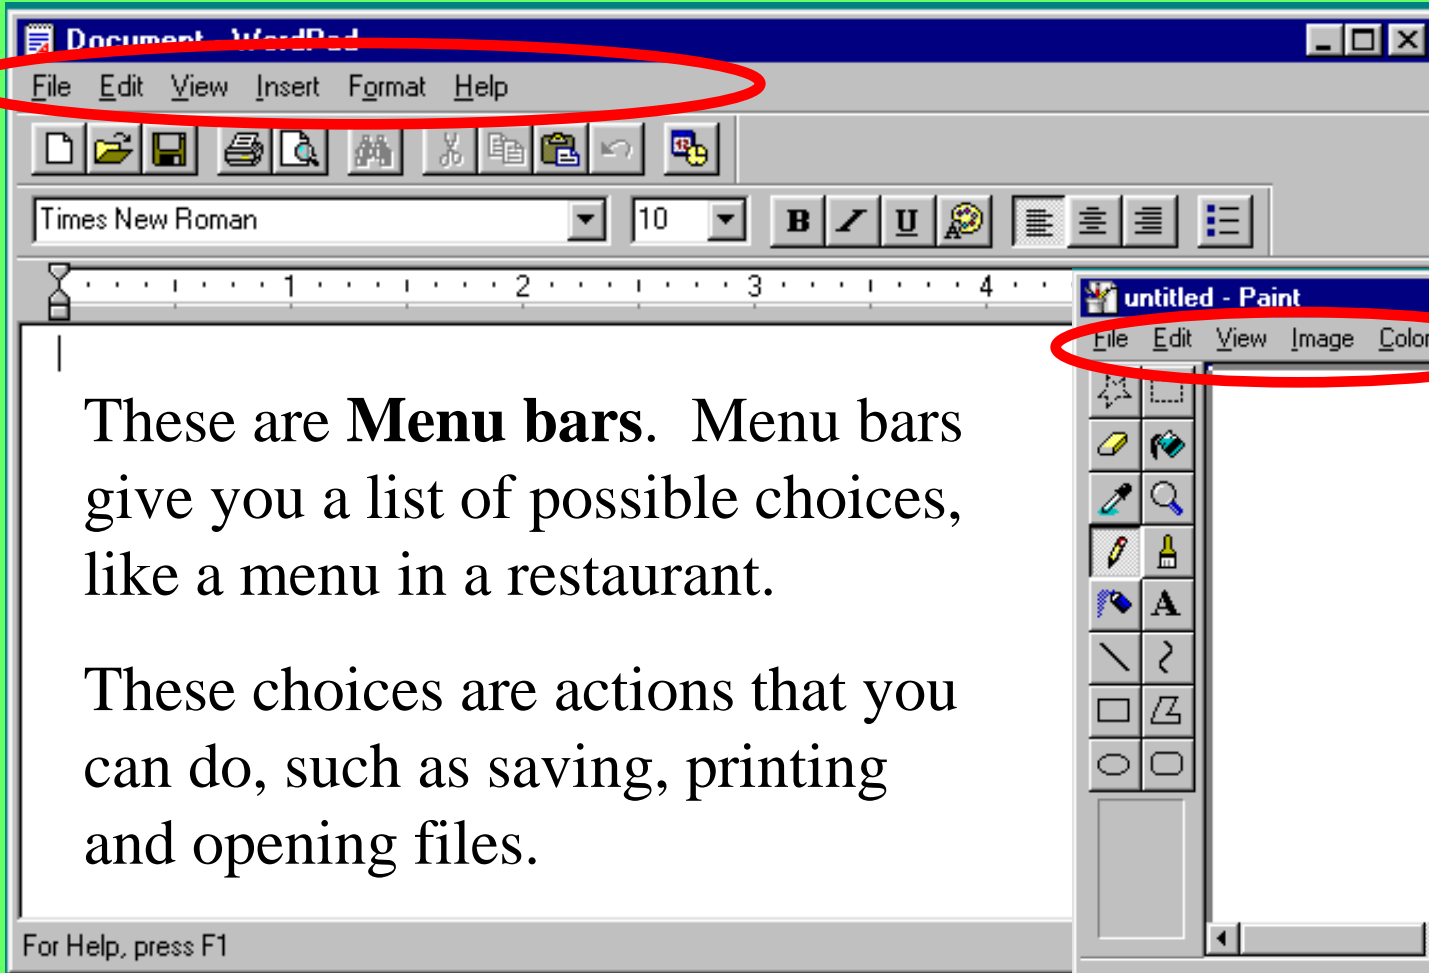 Document - WordPad
File Edit View Insert Format Help
Times New Roman 10 B I U
1 2 3 4
untitled - Paint
File Edit View Image Color
These are Menu bars. Menu bars
give you a list of possible choices,
like a menu in a restaurant.
These choices are actions that you
can do, such as saving, printing
and opening files.
A
For Help, press F1